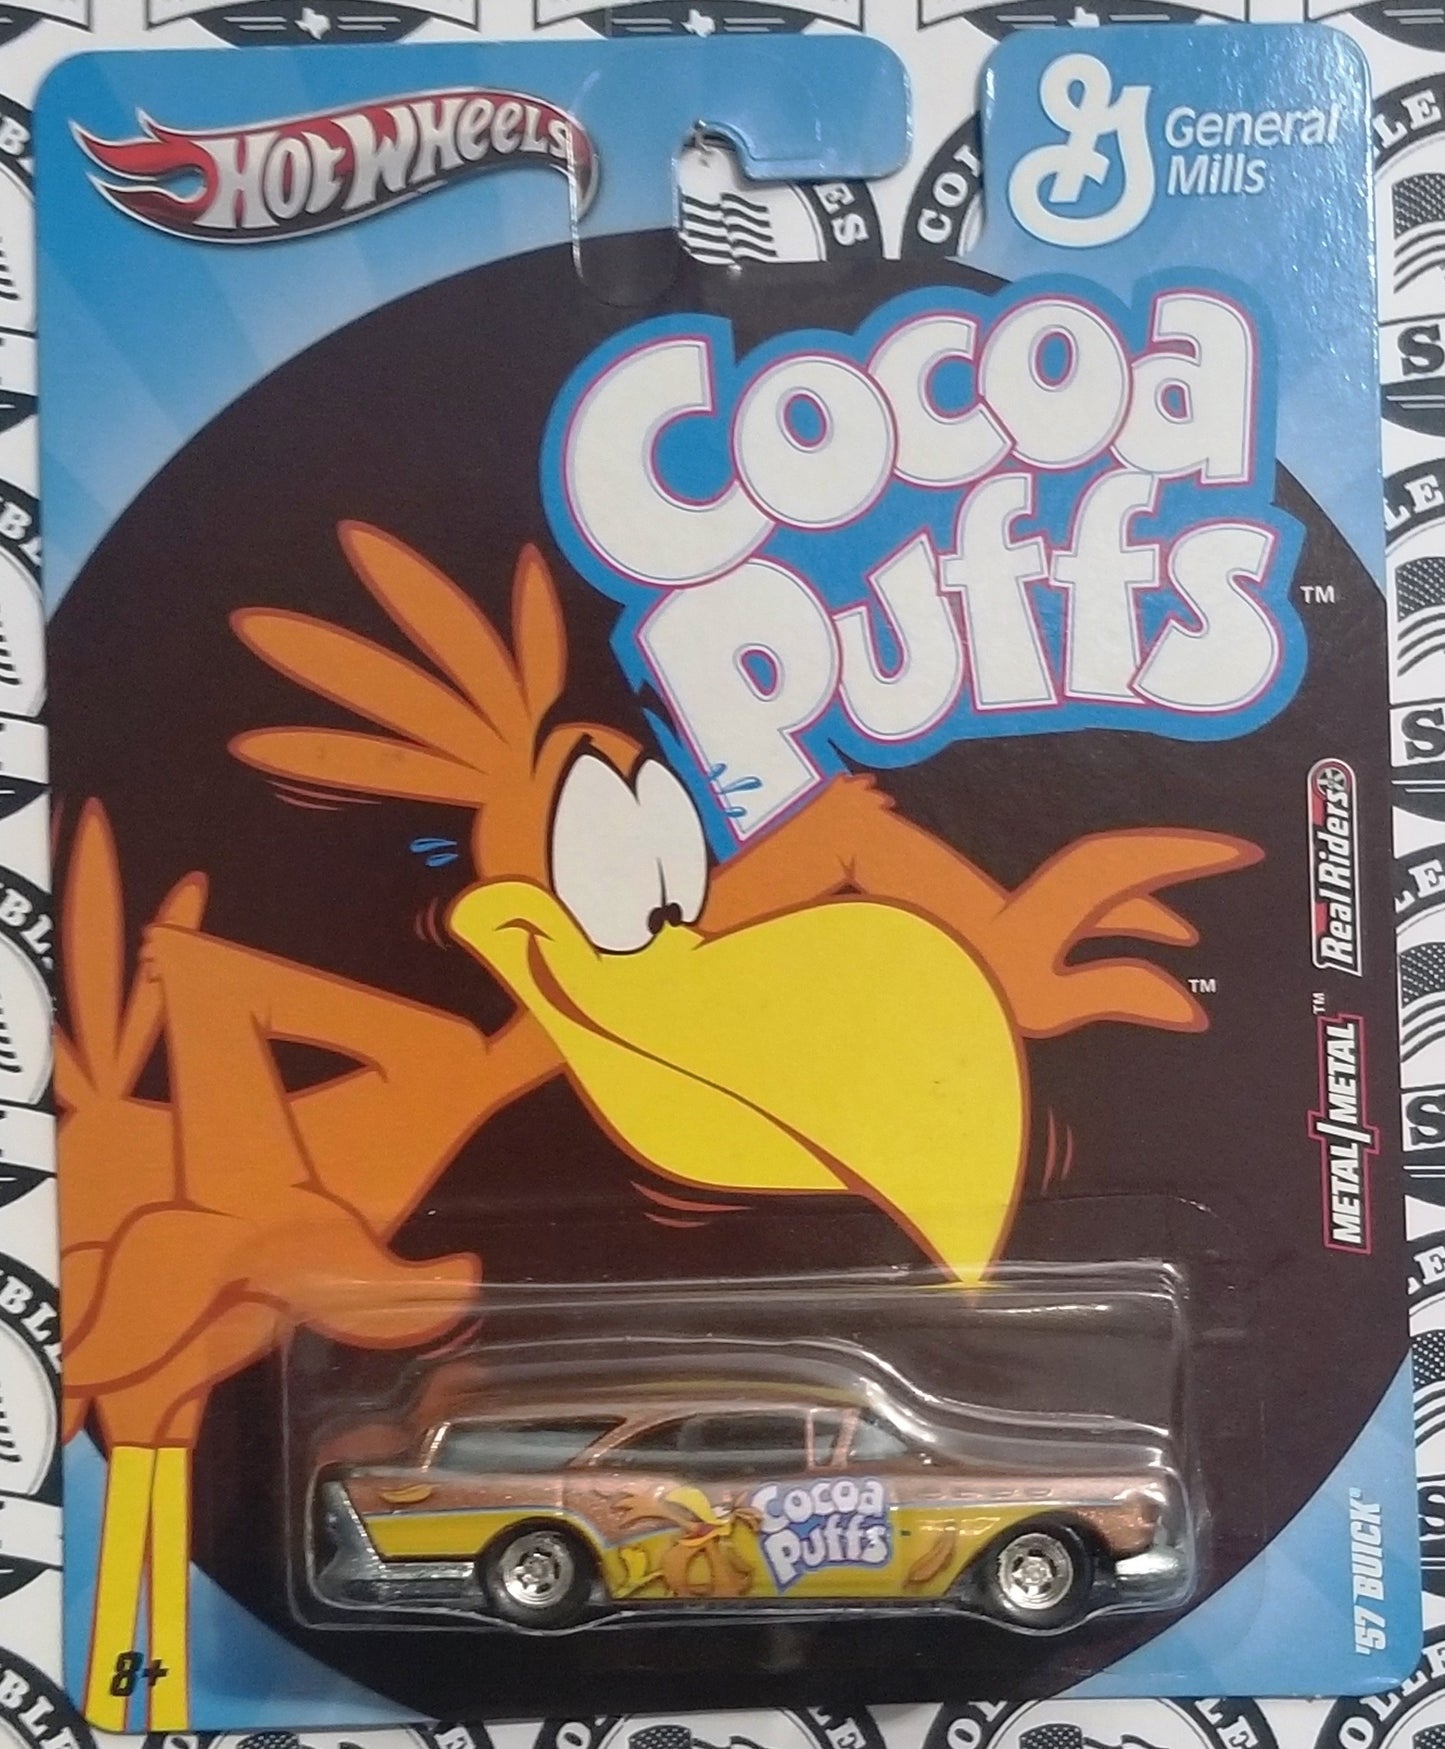 HOT WHEELS
General
Mills
Cocoa
Puffs
™
Real Riders
™
METAL/METAL™
Cocoa
Puffs
'57 BUICK®
8+